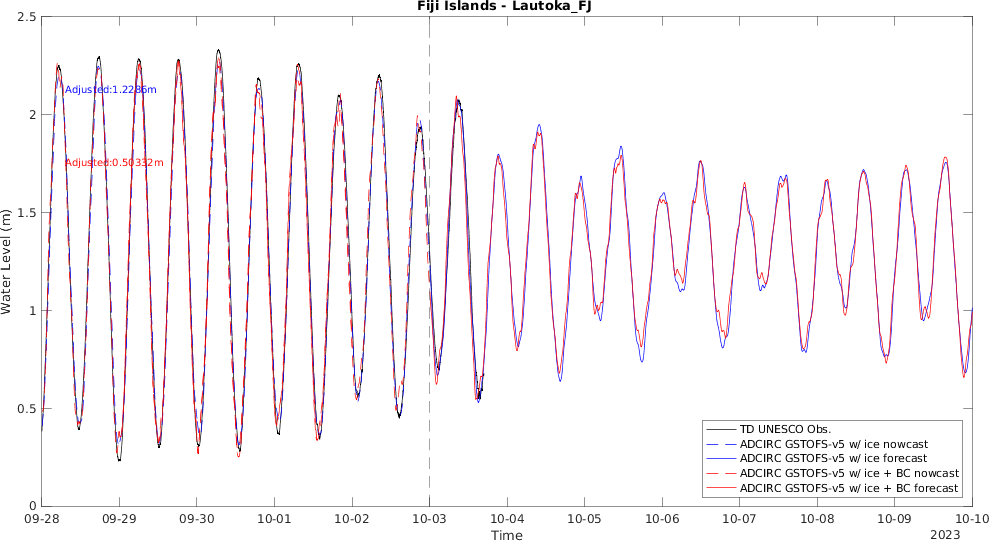 Fiji Islands - Lautoka_FJ
2.5
2
1.5
1
0.5
0
Water Level (m)
Adjusted:1.2286m
Adjusted:0.50332m
TD UNESCO Obs.
ADCIRC GSTOFS-v5 w/ ice nowcast
ADCIRC GSTOFS-v5 w/ ice forecast
ADCIRC GSTOFS-v5 w/ ice + BC nowcast
ADCIRC GSTOFS-v5 w/ ice + BC forecast
09-28 09-29 09-30 10-01 10-02 10-03 10-04 10-05 10-06 10-07 10-08 10-09 10-10
Time
2023